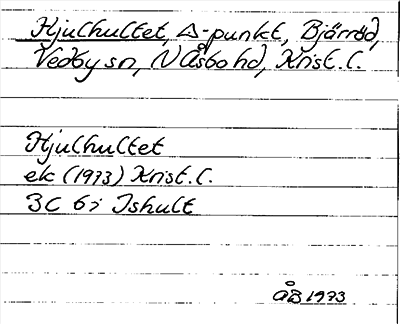 Hjulhultet, Δ-punkt, Bjärröd,
Vedby sn, N Åsbo hd, Krist. l.
Hjulhultet
ek (1973) Krist. l.
3C 6i Ishult
ÅB 1973